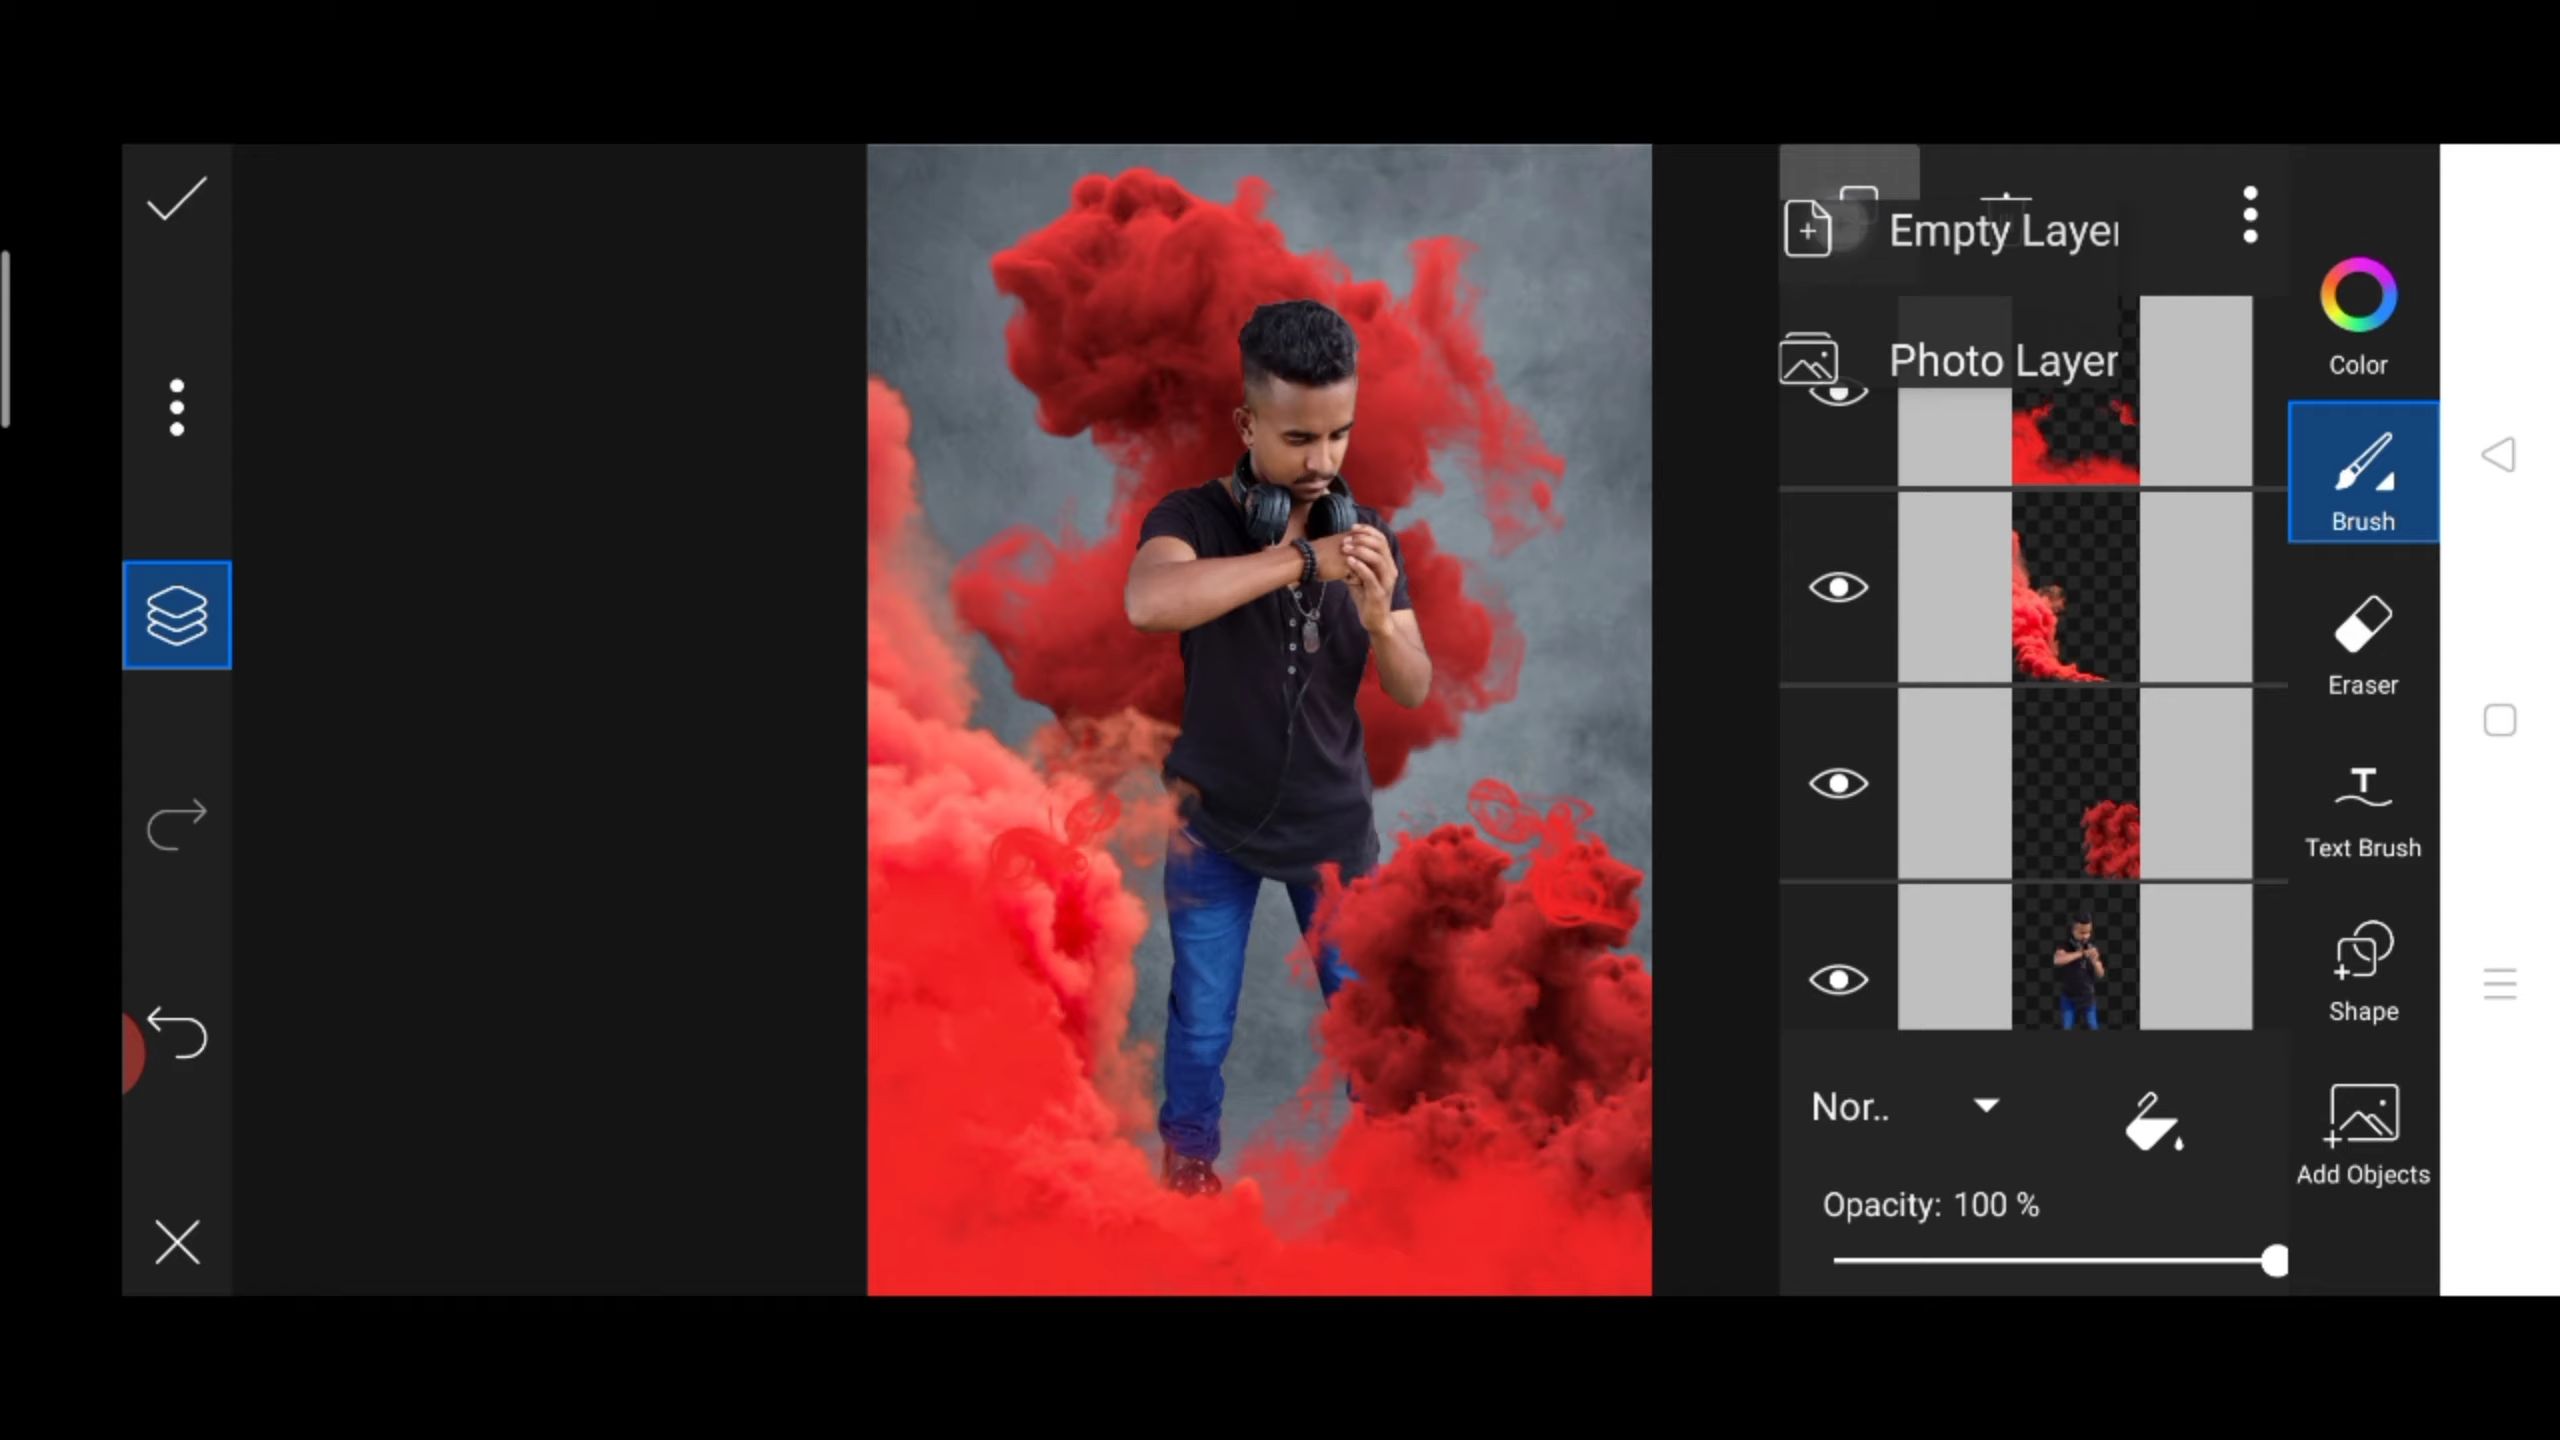 Empty Layer
Photo Layer
Color
Brush
Eraser
T
Text Brush
Shape
Nor..
Add Objects
Opacity: 100 %